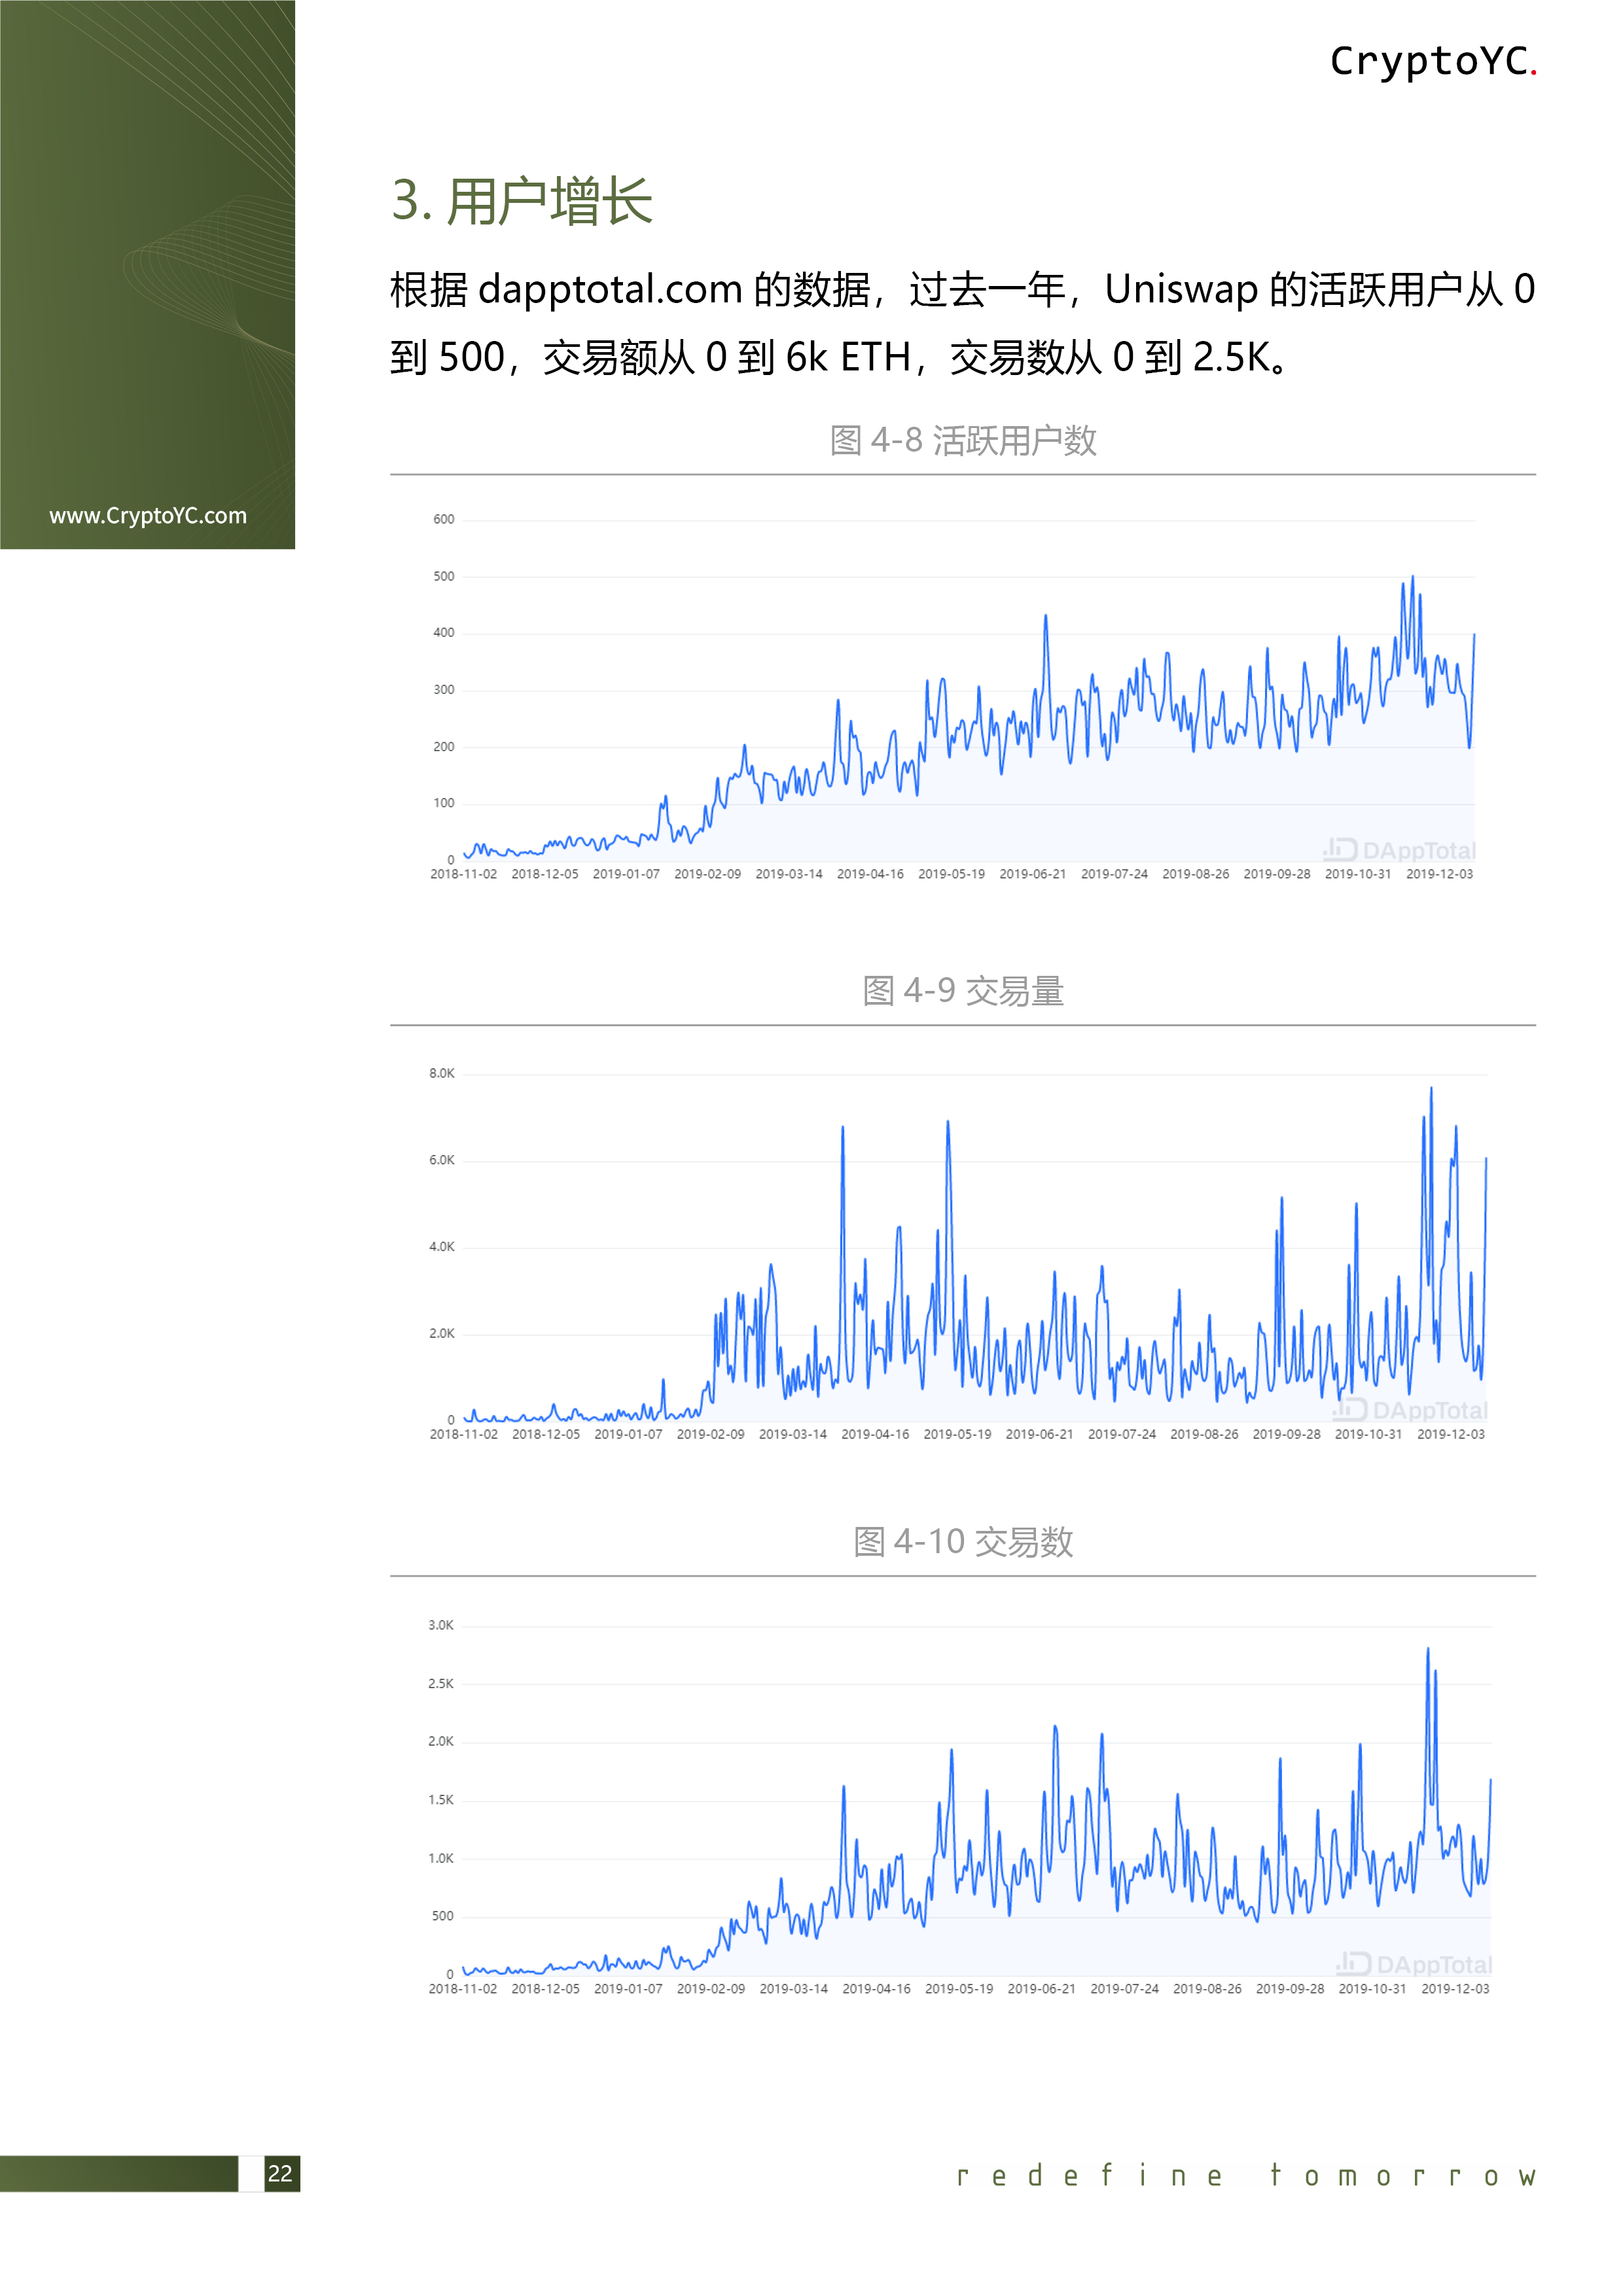 CryptoYC.
www.CryptoYC.com
3. 用户增长
根据 dapptotal.com 的数据，过去一年，Uniswap 的活跃用户从 0
到 500，交易额从 0 到 6k ETH，交易数从 0 到 2.5K。
图 4-8 活跃用户数
600
500
400
300
200
100
0
DAppTotal
2018-11-02 2018-12-05 2019-01-07 2019-02-09 2019-03-14 2019-04-16 2019-05-19 2019-06-21 2019-07-24 2019-08-26 2019-09-28 2019-10-31 2019-12-03
图 4-9 交易量
8.0K
6.0K
4.0K
2.0K
0
DAppTotal
2018-11-02 2018-12-05 2019-01-07 2019-02-09 2019-03-14 2019-04-16 2019-05-19 2019-06-21 2019-07-24 2019-08-26 2019-09-28 2019-10-31 2019-12-03
图 4-10 交易数
3.0K
2.5K
2.0K
1.5K
1.0K
500
0
DAppTotal
2018-11-02 2018-12-05 2019-01-07 2019-02-09 2019-03-14 2019-04-16 2019-05-19 2019-06-21 2019-07-24 2019-08-26 2019-09-28 2019-10-31 2019-12-03
22
redefine tomorrow